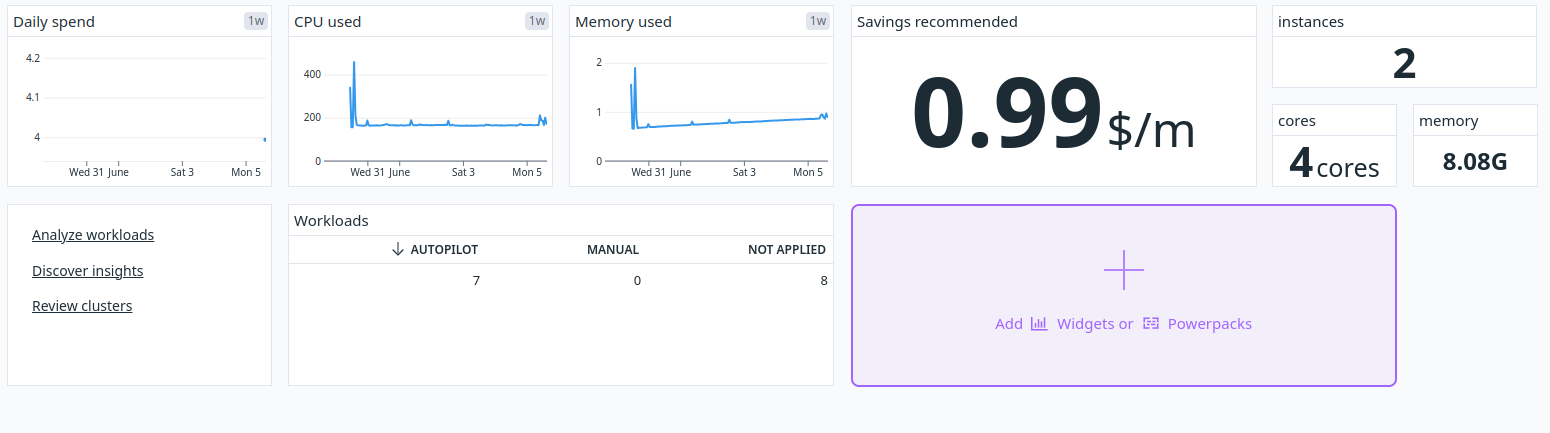 Daily spend 1w
4.2
4.1
4
Wed 31 June Sat 3 Mon 5
CPU used 1w
400
200
0
Wed 31 June Sat 3 Mon 5
Memory used 1w
2
1
0
Wed 31 June Sat 3 Mon 5
Savings recommended
0.99$/m
instances
2
cores
4 cores
memory
8.08G
Analyze workloads
Discover insights
Review clusters
Workloads
↓ AUTOPILOT MANUAL NOT APPLIED
7 0 8
Add Widgets or Powerpacks